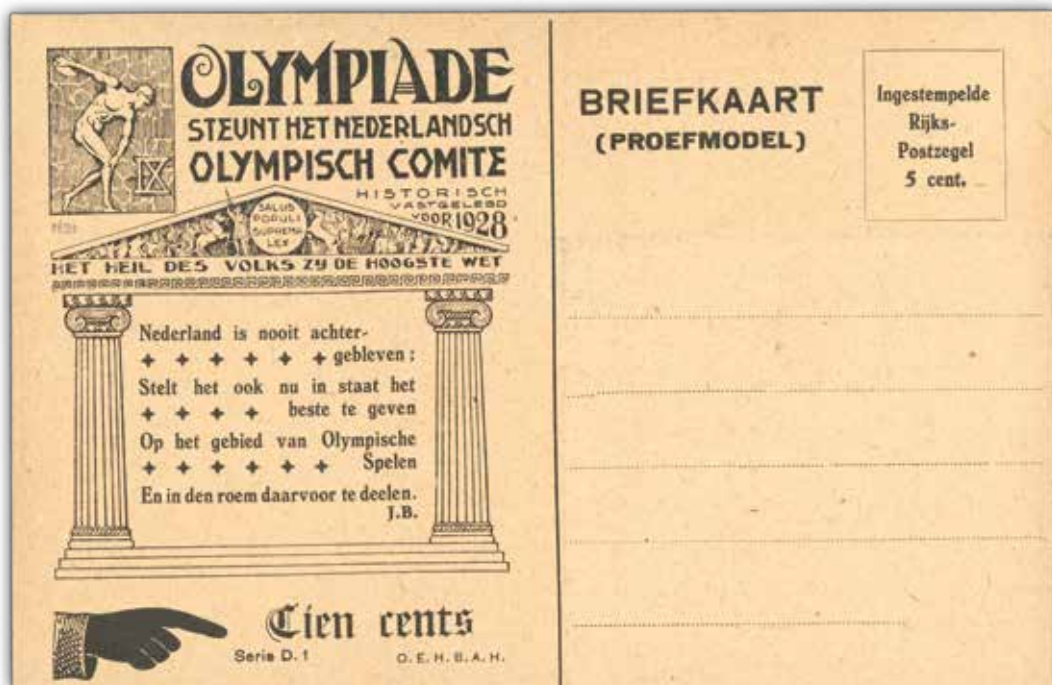 OLYMPIADE
STEUNT HET NEDERLANDSCH
OLYMPISCH COMITE
IX
HISTORISCH
VASTGELEGD
VOOR 1928
SALUS
POPULI
SUPREMA
LEX
HET HEIL DES VOLKS ZY DE HOOGSTE WET
Nederland is nooit achter-
gebleven;
Stelt het ook nu in staat het
beste te geven
Op het gebied van Olympische
Spelen
En in den roem daarvoor te deelen.
J.B.
Tien cents
Serie D. 1
O. E. H. B. A. H.
BRIEFKAART
(PROEFMODEL)
Ingestempelde
Rijks-
Postzegel
5 cent.